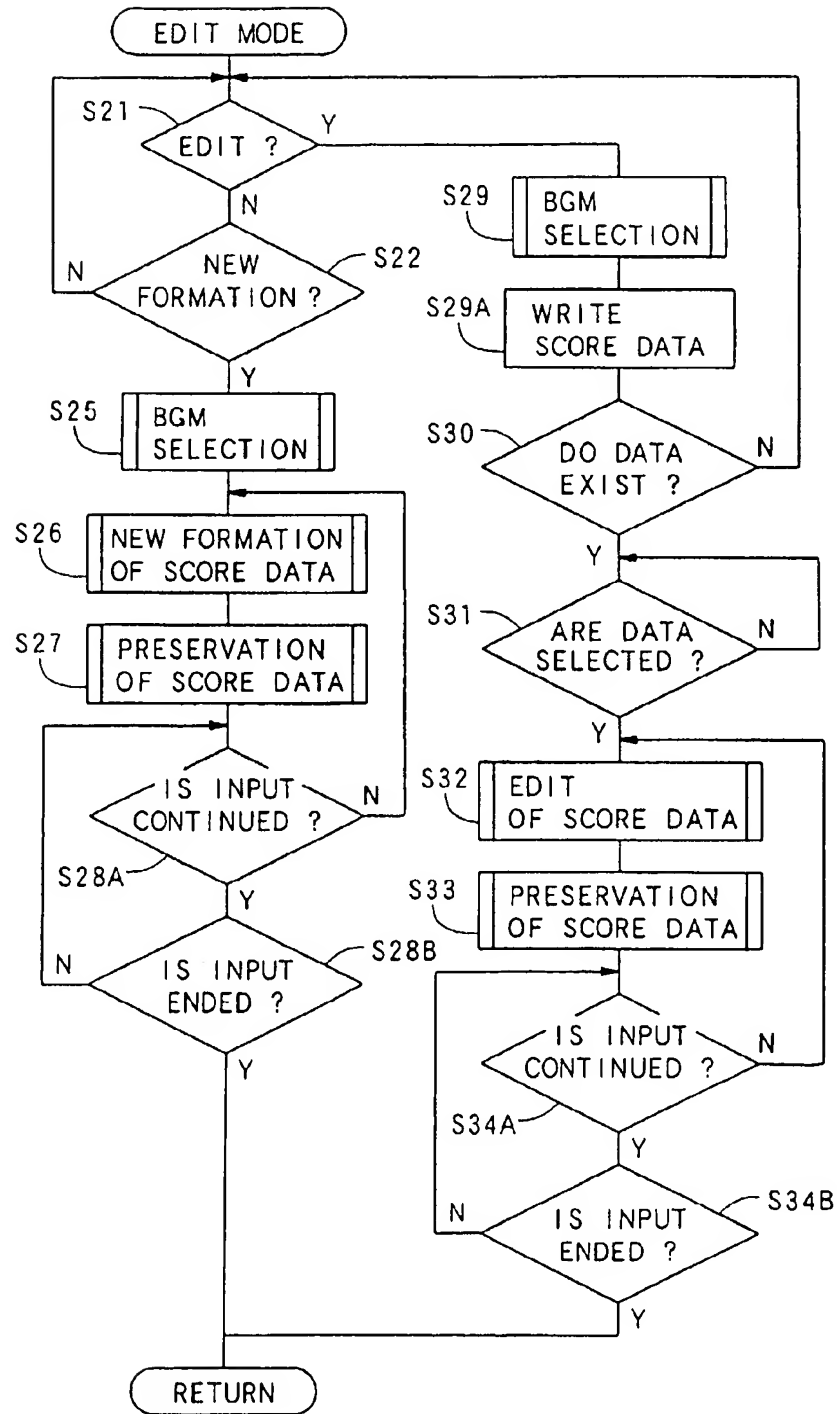 EDIT MODE
S21
EDIT ?
Y
N
S22
NEW
FORMATION ?
N
Y
S25
BGM
SELECTION
S26
NEW FORMATION
OF SCORE DATA
S27
PRESERVATION
OF SCORE DATA
IS INPUT
CONTINUED ?
N
S28A
Y
S28B
IS INPUT
ENDED ?
N
Y
S29
BGM
SELECTION
S29A
WRITE
SCORE DATA
S30
DO DATA
EXIST ?
N
Y
S31
ARE DATA
SELECTED ?
N
Y
S32
EDIT
OF SCORE DATA
S33
PRESERVATION
OF SCORE DATA
IS INPUT
CONTINUED ?
N
S34A
Y
S34B
IS INPUT
ENDED ?
N
Y
RETURN